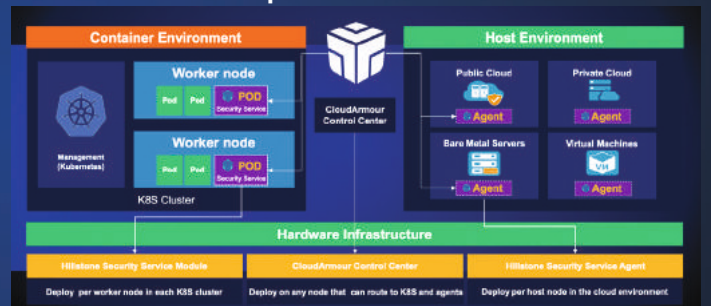 Container Environment
Host Environment
Worker node
Pod
Pod
POD
Security Service
Management
(Kubernetes)
Worker node
Pod
Pod
POD
Security Service
K8S Cluster
CloudArmour
Control Center
Public Cloud
Agent
Private Cloud
Agent
Bare Metal Servers
Agent
Virtual Machines
VM
Agent
Hardware Infrastructure
Hillstone Security Service Module
CloudArmour Control Center
Hillstone Security Service Agent
Deploy per worker node in each K8S cluster
Deploy on any node that can route to K8S and agents
Deploy per host node in the cloud environment